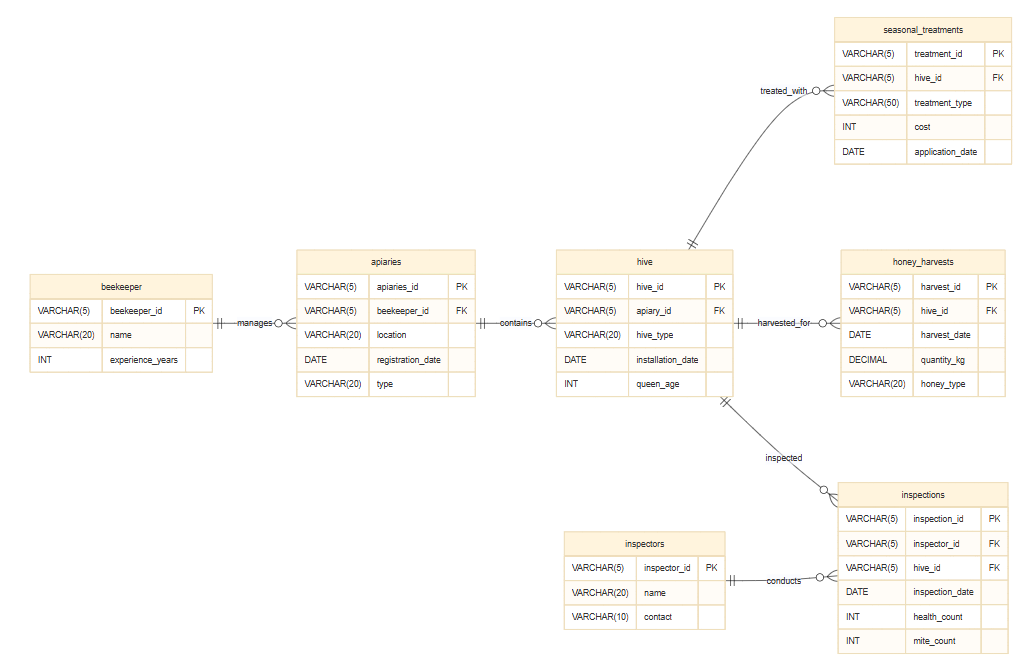 seasonal_treatments
VARCHAR(5) treatment_id PK
VARCHAR(5) hive_id FK
VARCHAR(50) treatment_type
INT cost
DATE application_date
treated_with
beekeeper
VARCHAR(5) beekeeper_id PK
VARCHAR(20) name
INT experience_years
manages
apiaries
VARCHAR(5) apiaries_id PK
VARCHAR(5) beekeeper_id FK
VARCHAR(20) location
DATE registration_date
VARCHAR(20) type
contains
hive
VARCHAR(5) hive_id PK
VARCHAR(5) apiary_id FK
VARCHAR(20) hive_type
DATE installation_date
INT queen_age
harvested_for
honey_harvests
VARCHAR(5) harvest_id PK
VARCHAR(5) hive_id FK
DATE harvest_date
DECIMAL quantity_kg
VARCHAR(20) honey_type
inspected
inspectors
VARCHAR(5) inspector_id PK
VARCHAR(20) name
VARCHAR(10) contact
conducts
inspections
VARCHAR(5) inspection_id PK
VARCHAR(5) inspector_id FK
VARCHAR(5) hive_id FK
DATE inspection_date
INT health_count
INT mite_count